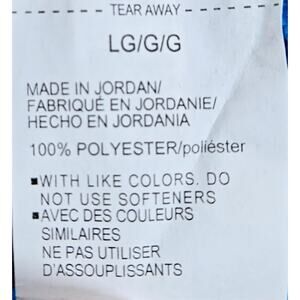 TEAR AWAY
LG/G/G
MADE IN JORDAN/
FABRIQUÉ EN JORDANIE/
HECHO EN JORDANIA
100% POLYESTER/poliéster
▪WITH LIKE COLORS. DO
NOT USE SOFTENERS
▪AVEC DES COULEURS
SIMILAIRES
NE PAS UTILISER
D'ASSOUPLISSANTS